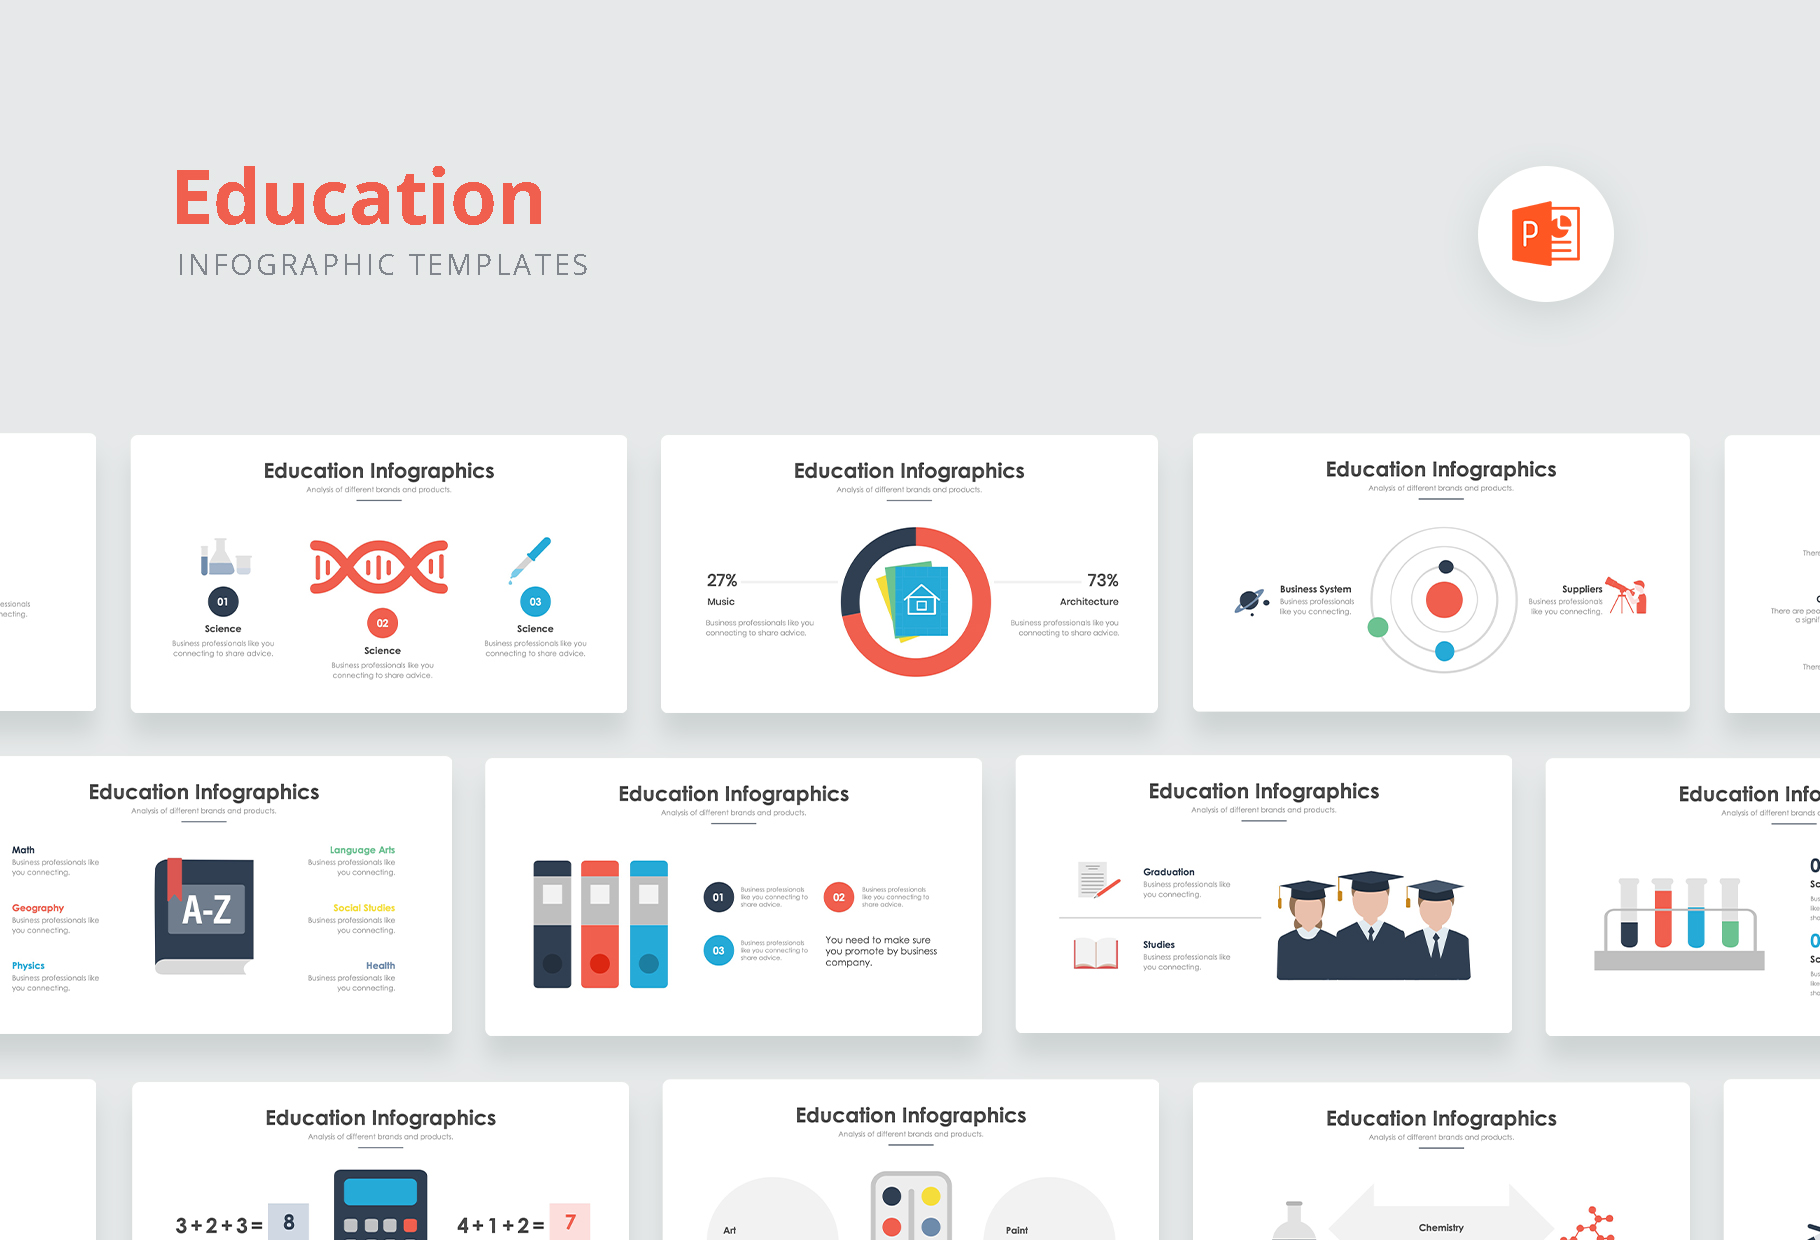 Education
INFOGRAPHIC TEMPLATES
P
essionals
necting.
Education Infographics
Analysis of different brands and products.
01
Science
Business professionals like you
connecting to share advice.
02
Science
Business professionals like you
connecting to share advice.
03
Science
Business professionals like you
connecting to share advice.
Education Infographics
Analysis of different brands and products.
27%
Music
Business professionals like you
connecting to share advice.
73%
Architecture
Business professionals like you
connecting to share advice.
Education Infographics
Analysis of different brands and products.
Business System
Business professionals
like you connecting.
Suppliers
Business professionals
like you connecting.
There
There are peo
a signif
There
Education Infographics
Analysis of different brands and products.
Math
Business professionals like
you connecting.
Geography
Business professionals like
you connecting.
Physics
Business professionals like
you connecting.
A-Z
Language Arts
Business professionals like
you connecting.
Social Studies
Business professionals like
you connecting.
Health
Business professionals like
you connecting.
Education Infographics
Analysis of different brands and products.
01
Business professionals
like you connecting to
share advice.
02
Business professionals
like you connecting to
share advice.
03
Business professionals
like you connecting to
share advice.
You need to make sure
you promote by business
company.
Education Infographics
Analysis of different brands and products.
Graduation
Business professionals like
you connecting.
Studies
Business professionals like
you connecting.
Education Info
Analysis of different brands
0
Sc
Bus
like
sha
0
Sc
Bus
like
sha
Education Infographics
Analysis of different brands and products.
3+2+3= 8
4+1+2= 7
Education Infographics
Analysis of different brands and products.
Art
Paint
Education Infographics
Analysis of different brands and products.
Chemistry